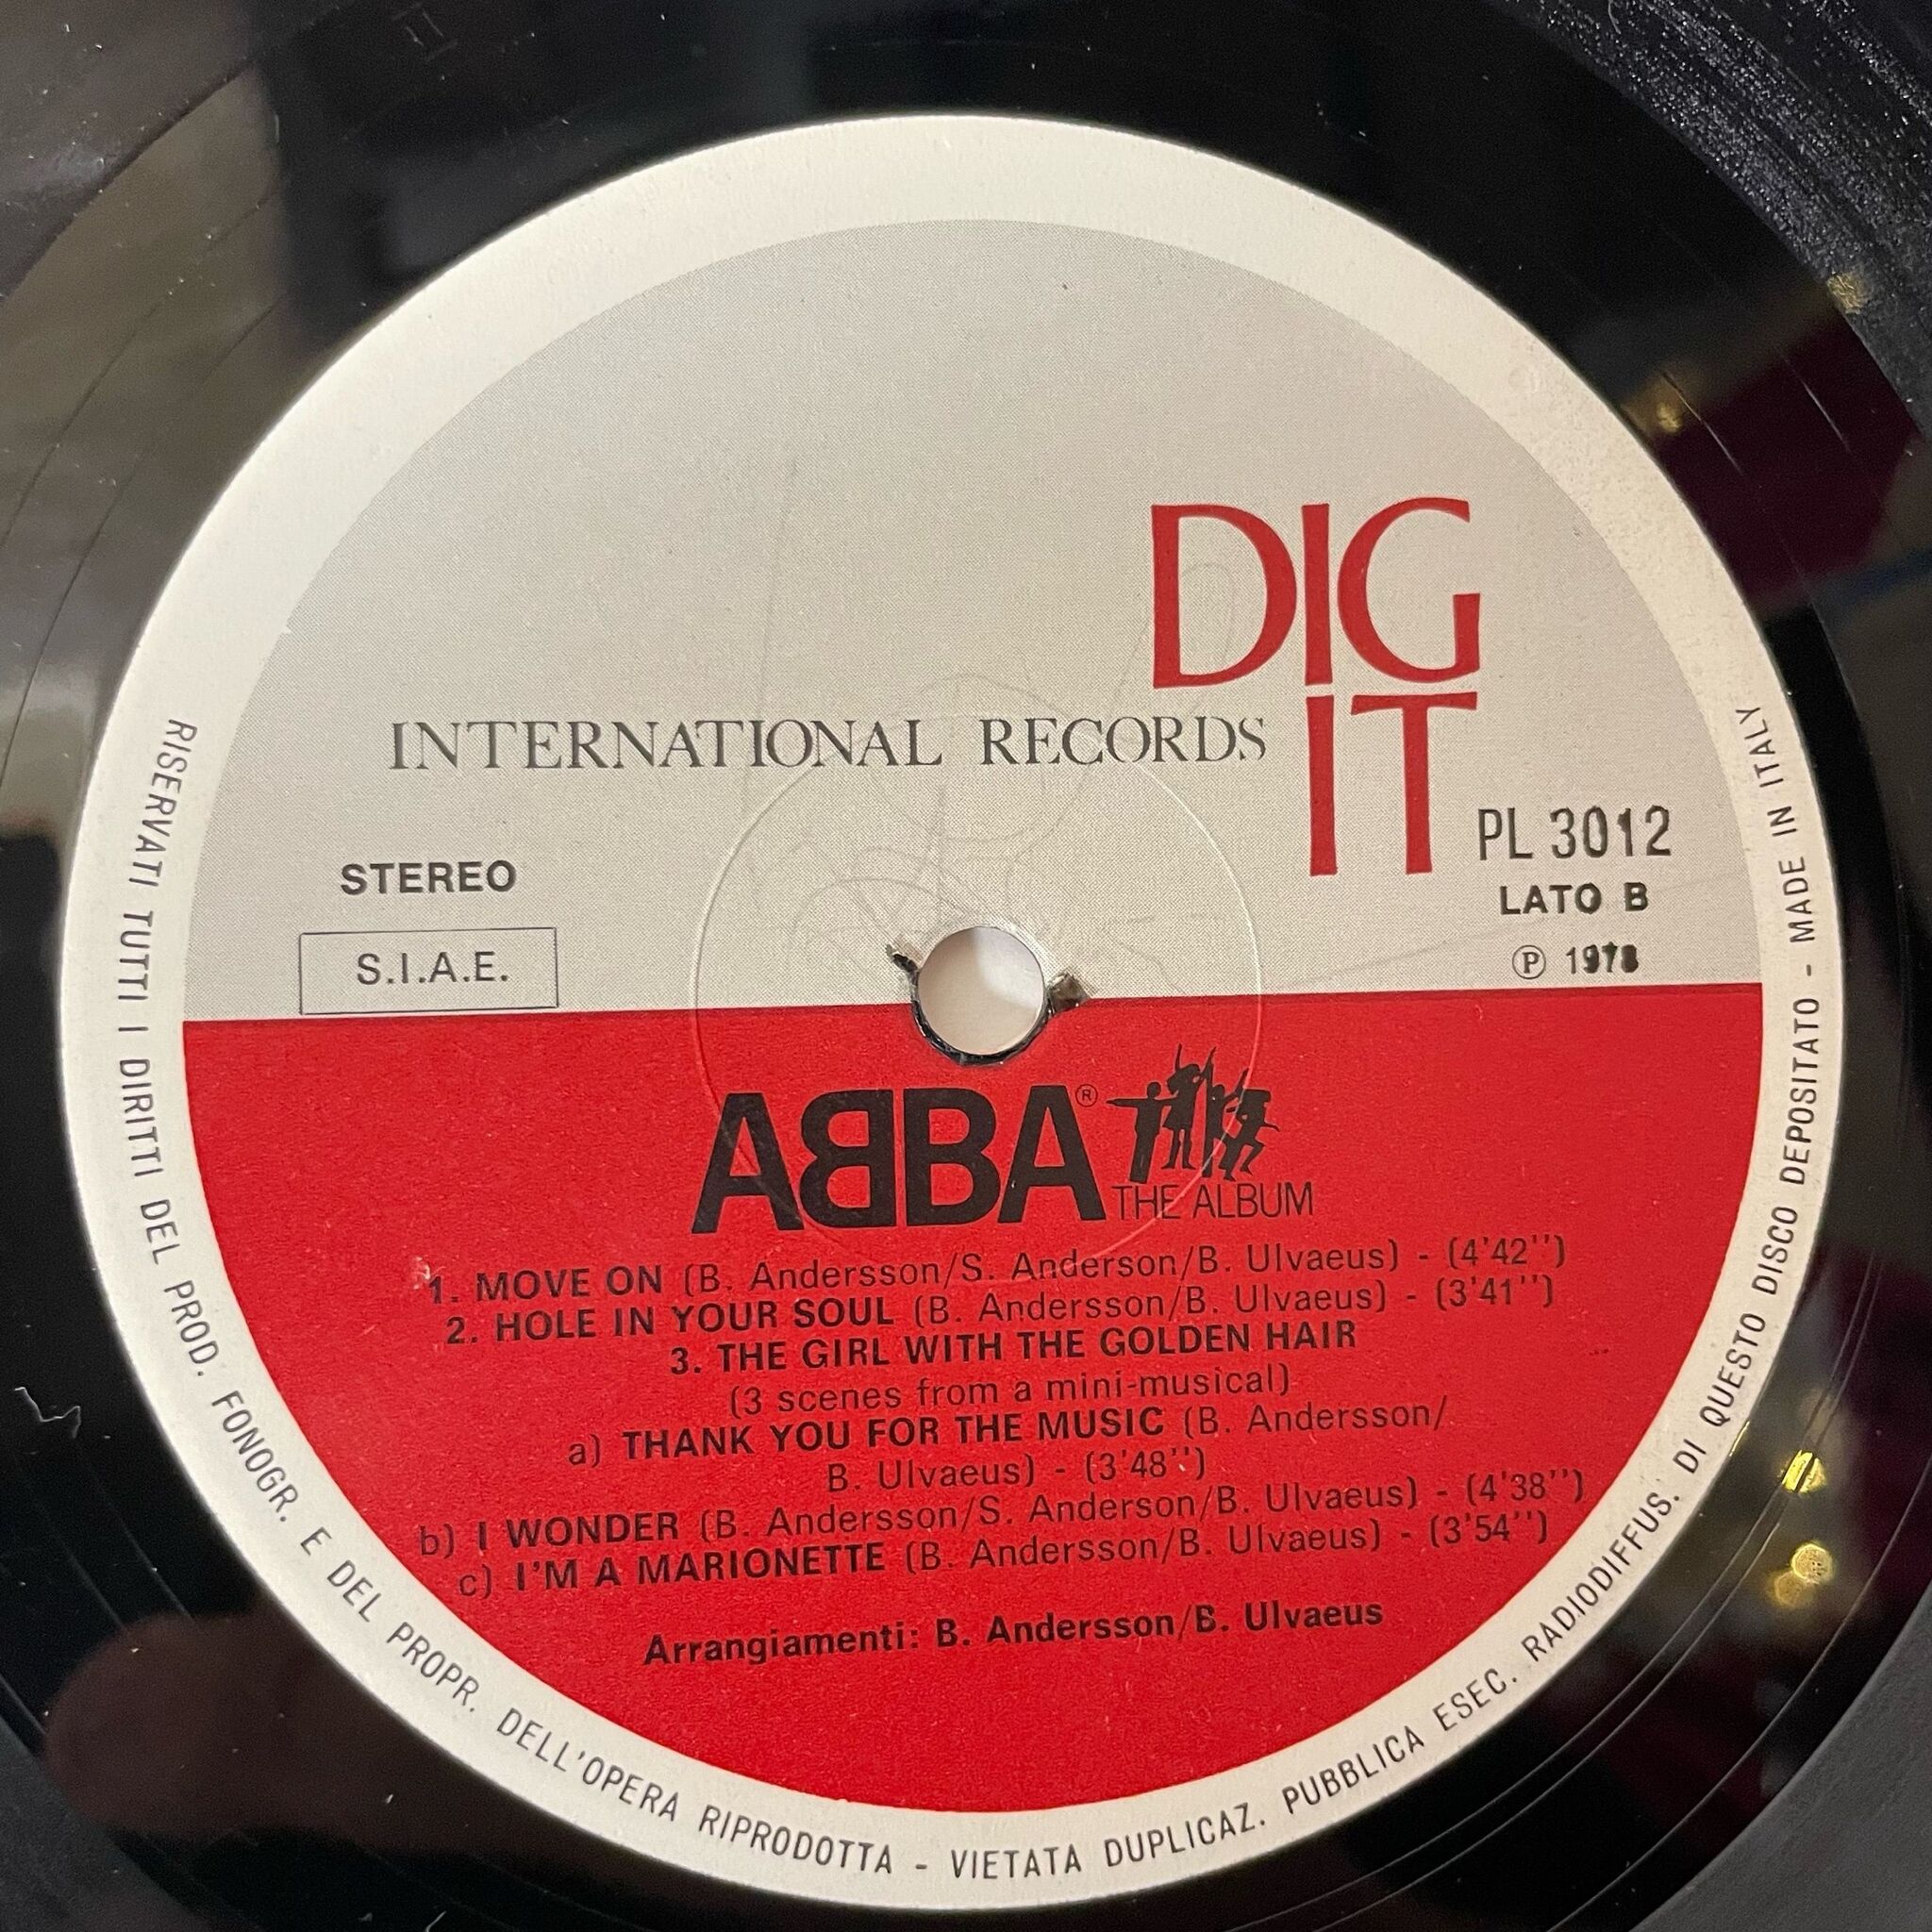 DIG
IT
INTERNATIONAL RECORDS
STEREO
S.I.A.E.
PL 3012
LATO B
Ⓟ 1978
ABBA®
THE ALBUM
1. MOVE ON (B. Andersson/S. Anderson/B. Ulvaeus) - (4'42'')
2. HOLE IN YOUR SOUL (B. Andersson/B. Ulvaeus) - (3'41'')
3. THE GIRL WITH THE GOLDEN HAIR
(3 scenes from a mini-musical)
a) THANK YOU FOR THE MUSIC (B. Andersson/
B. Ulvaeus) - (3'48'')
b) I WONDER (B. Andersson/S. Anderson/B. Ulvaeus) - (4'38'')
c) I'M A MARIONETTE (B. Andersson/B. Ulvaeus) - (3'54'')
Arrangiamenti: B. Andersson/B. Ulvaeus
RISERVATI TUTTI I DIRITTI DEL PROD. FONOGR. E DEL PROPR. DELL'OPERA RIPRODOTTA - VIETATA DUPLICAZ. PUBBLICA ESEC. RADIODIFFUS. DI QUESTO DISCO DEPOSITATO - MADE IN ITALY